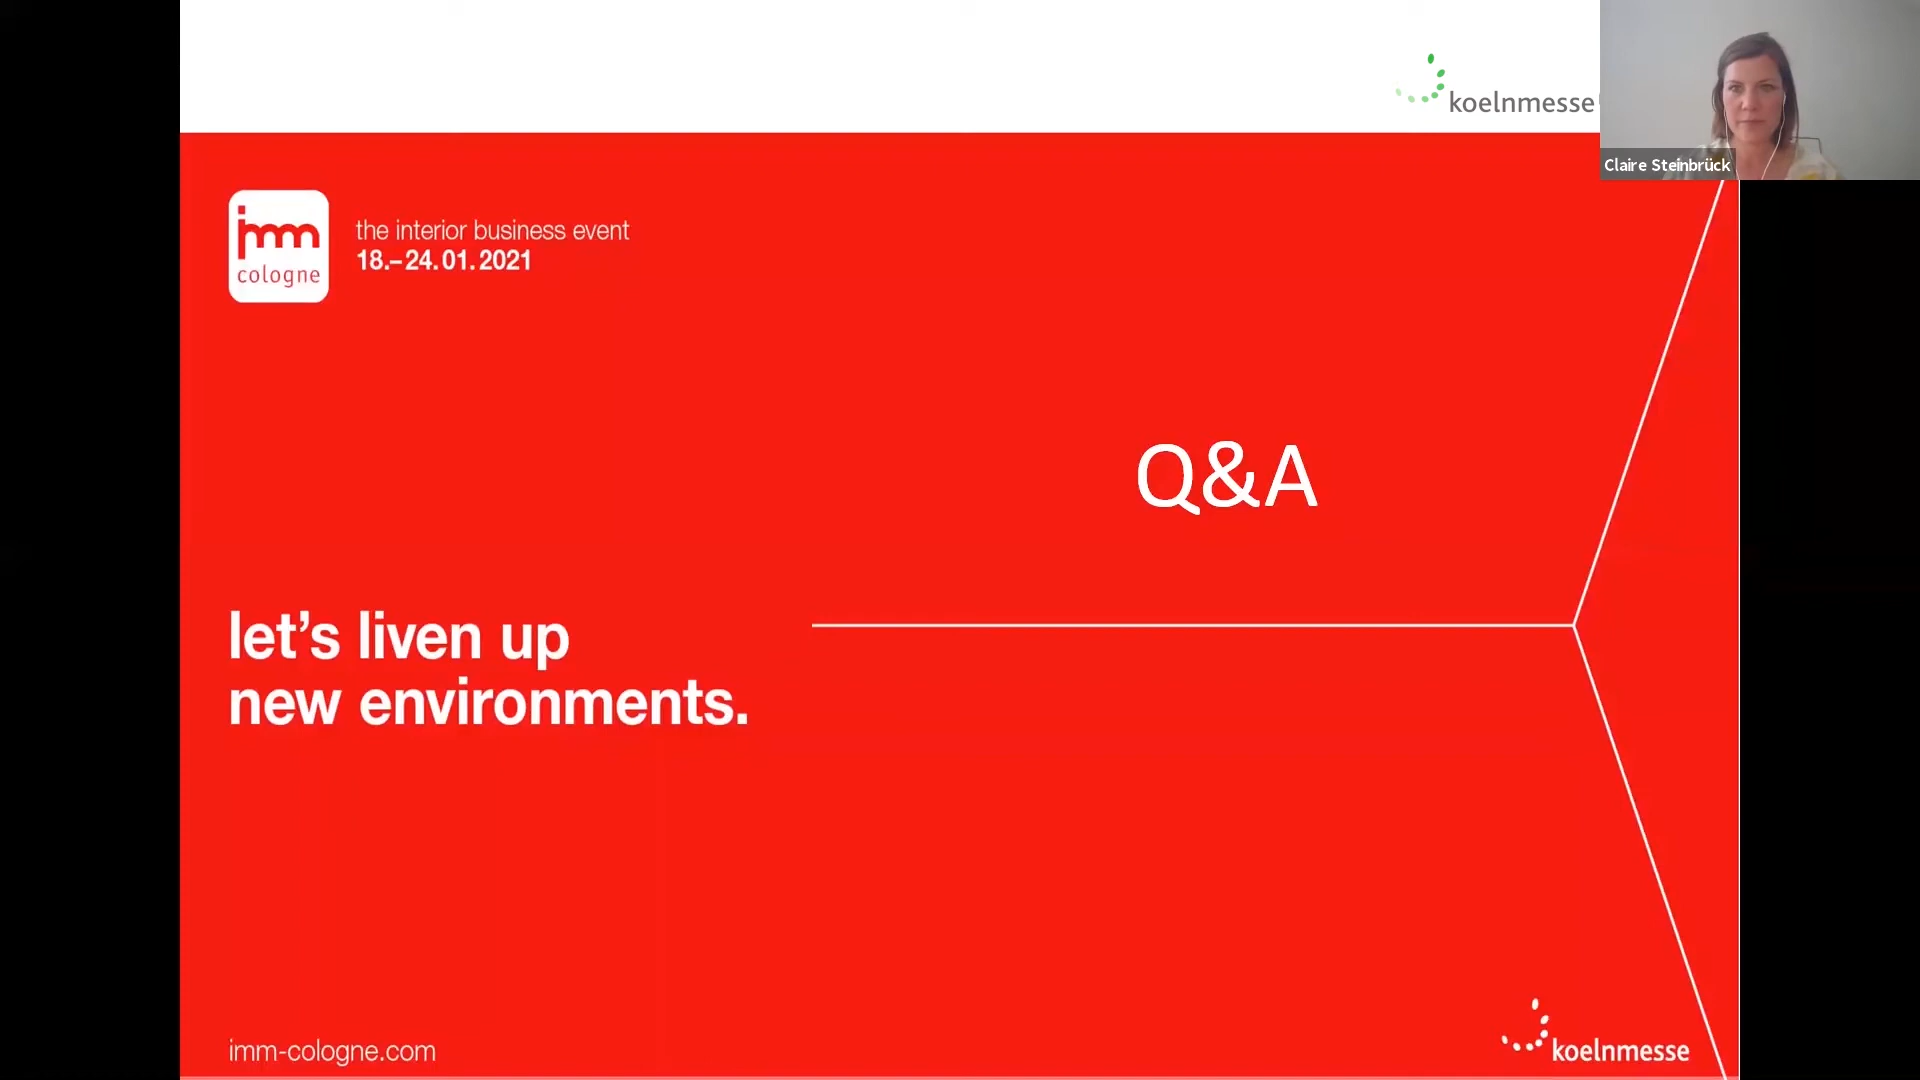 koelnmesse
Claire Steinbrück
imm
cologne
the interior business event
18.–24.01.2021
Q&A
let’s liven up
new environments.
imm-cologne.com
koelnmesse